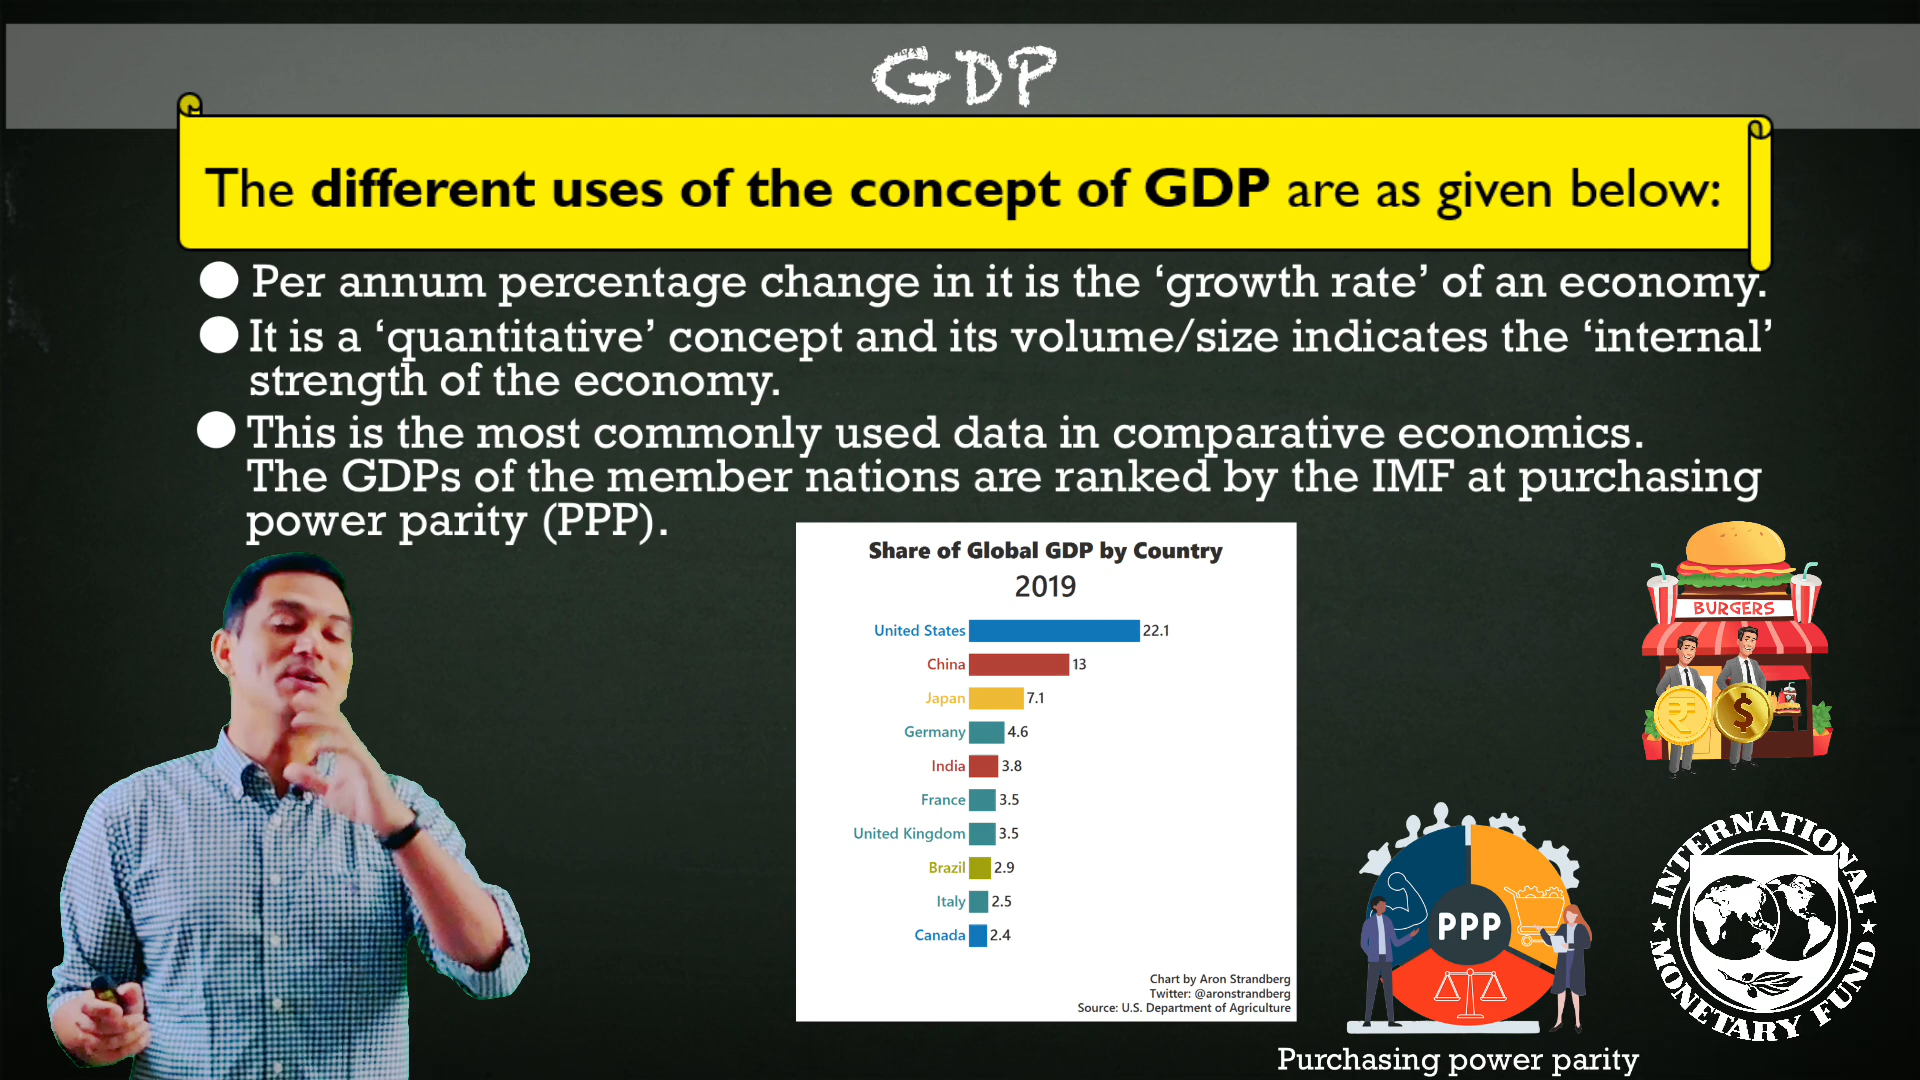 GDP
The different uses of the concept of GDP are as given below:
Per annum percentage change in it is the ‘growth rate’ of an economy.
It is a ‘quantitative’ concept and its volume/size indicates the ‘internal’
strength of the economy.
This is the most commonly used data in comparative economics.
The GDPs of the member nations are ranked by the IMF at purchasing
power parity (PPP).
Share of Global GDP by Country
2019
United States 22.1
China 13
Japan 7.1
Germany 4.6
India 3.8
France 3.5
United Kingdom 3.5
Brazil 2.9
Italy 2.5
Canada 2.4
Chart by Aron Strandberg
Twitter: @aronstrandberg
Source: U.S. Department of Agriculture
BURGERS
₹ $
PPP
Purchasing power parity
INTERNATIONAL
MONETARY FUND